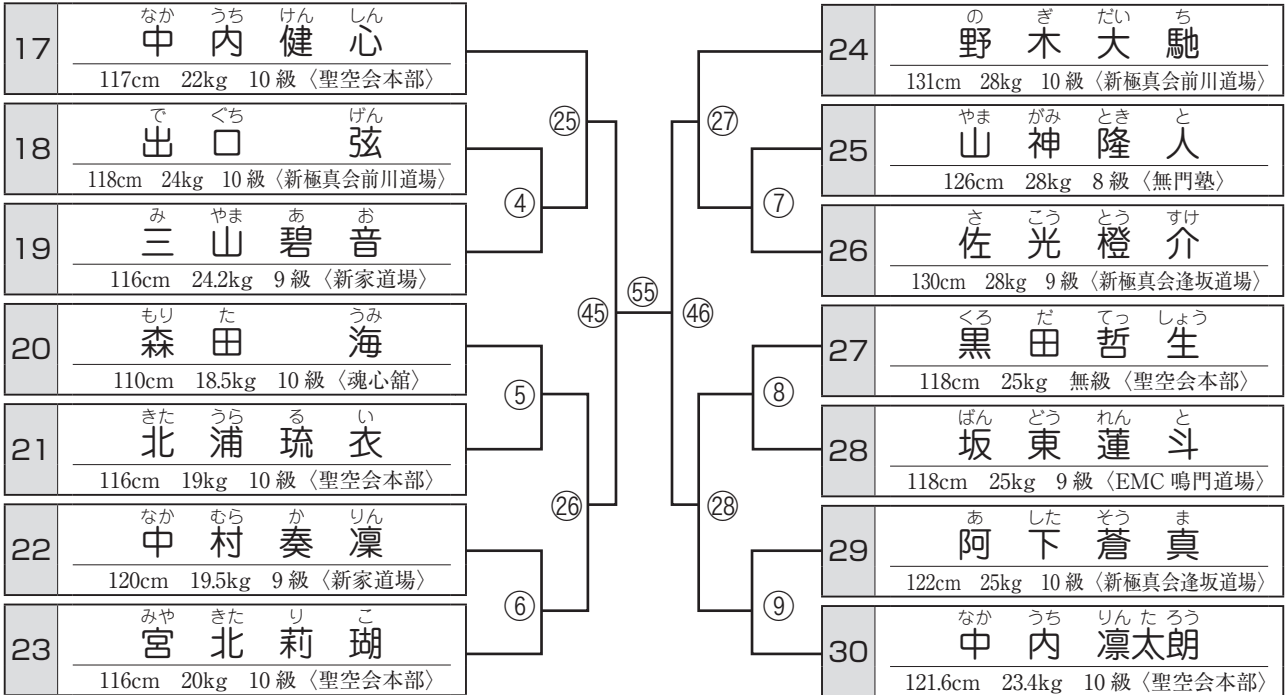 なか うち けん しん
17 中内健心
117cm 22kg 10級〈聖空会本部〉
で ぐち げん
18 出口弦
118cm 24kg 10級〈新極真会前川道場〉
み やま あ お
19 三山碧音
116cm 24.2kg 9級〈新家道場〉
もり た うみ
20 森田海
110cm 18.5kg 10級〈魂心舘〉
きた うら る い
21 北浦琉衣
116cm 19kg 10級〈聖空会本部〉
なか むら か りん
22 中村奏凜
120cm 19.5kg 9級〈新家道場〉
みや きた り こ
23 宮北莉瑚
116cm 20kg 10級〈聖空会本部〉
㉕
④
㊺
⑤
㉖
⑥
55
㉗
⑦
㊻
⑧
㉘
⑨
の ぎ だい ち
24 野木大馳
131cm 28kg 10級〈新極真会前川道場〉
やま がみ とき と
25 山神隆人
126cm 28kg 8級〈無門塾〉
さ こう とう すけ
26 佐光橙介
130cm 28kg 9級〈新極真会逢坂道場〉
くろ だ てっ しょう
27 黒田哲生
118cm 25kg 無級〈聖空会本部〉
ばん どう れん と
28 坂東蓮斗
118cm 25kg 9級〈EMC鳴門道場〉
あ した そう ま
29 阿下蒼真
122cm 25kg 10級〈新極真会逢坂道場〉
なか うち りん た ろう
30 中内凛太朗
121.6cm 23.4kg 10級〈聖空会本部〉